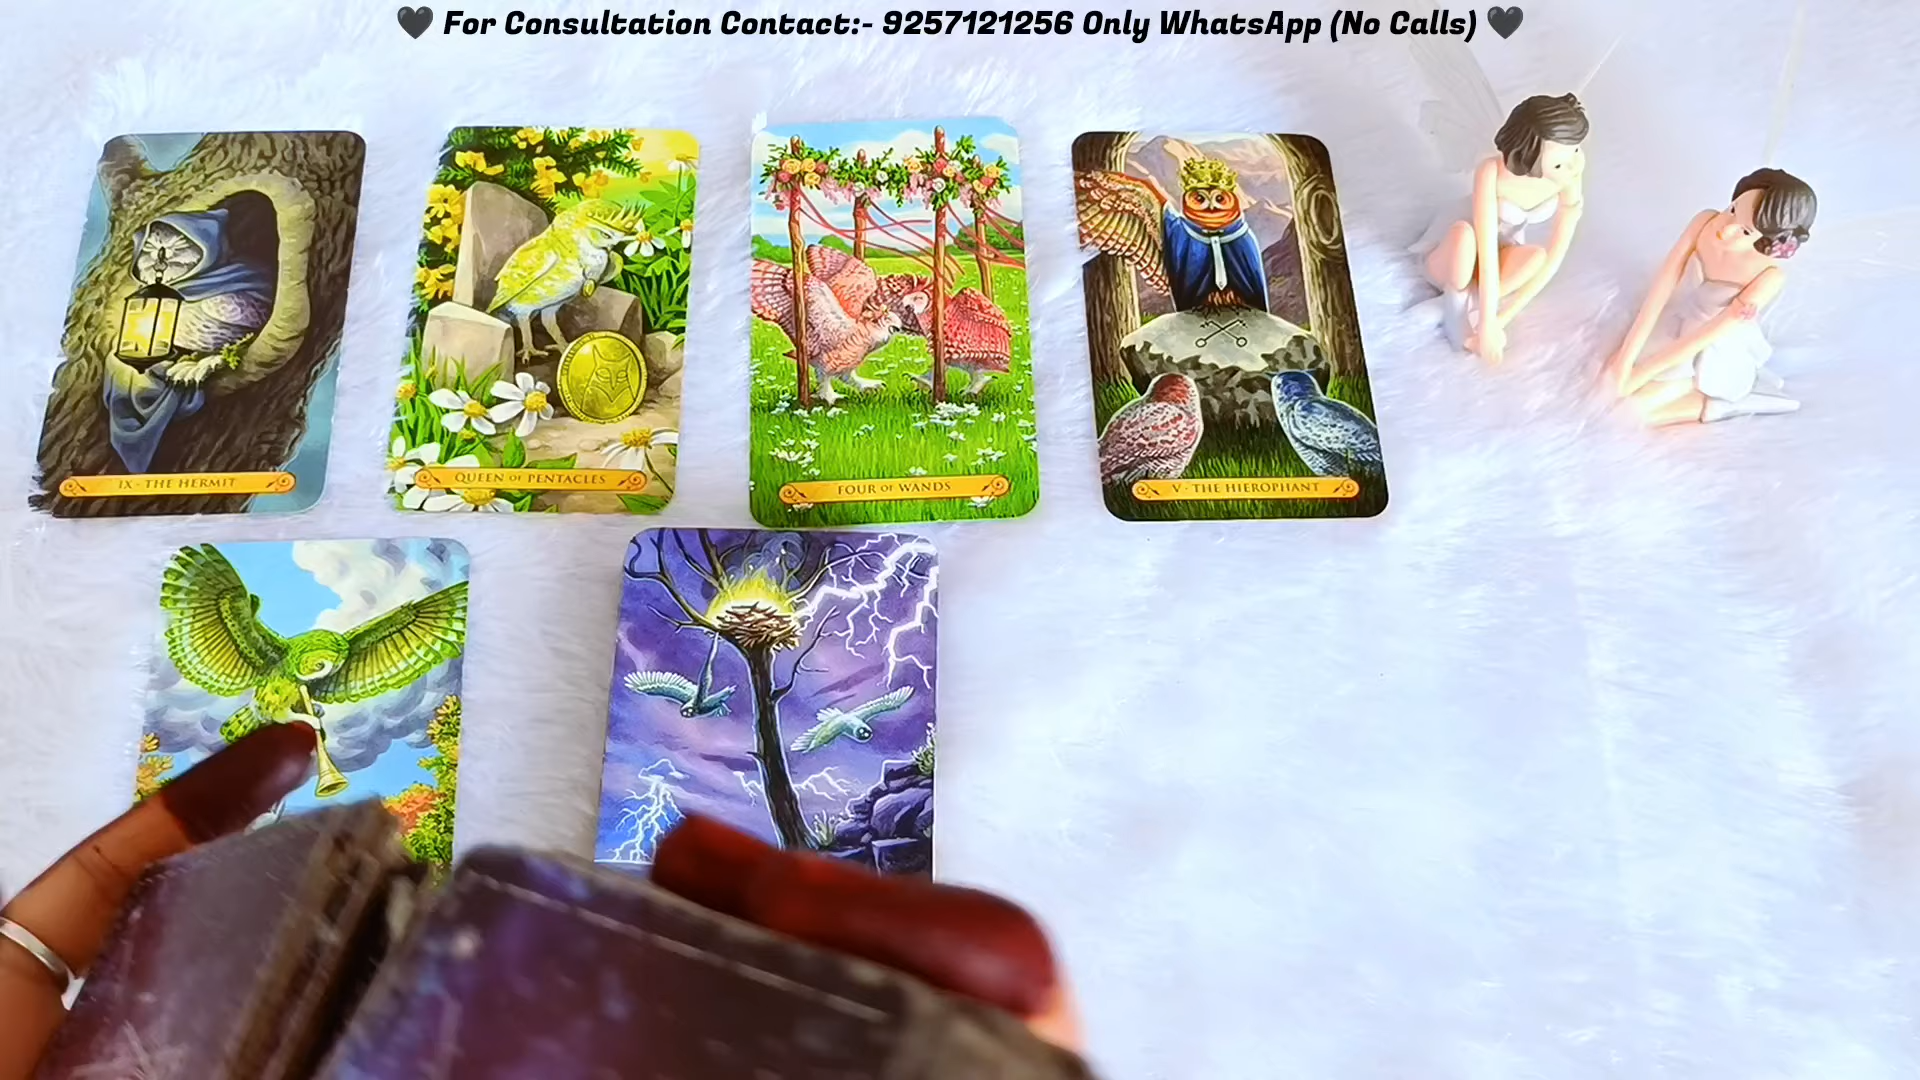 🖤 For Consultation Contact:- 9257121256 Only WhatsApp (No Calls) 🖤
IX - THE HERMIT
QUEEN OF PENTACLES
FOUR OF WANDS
V - THE HIEROPHANT